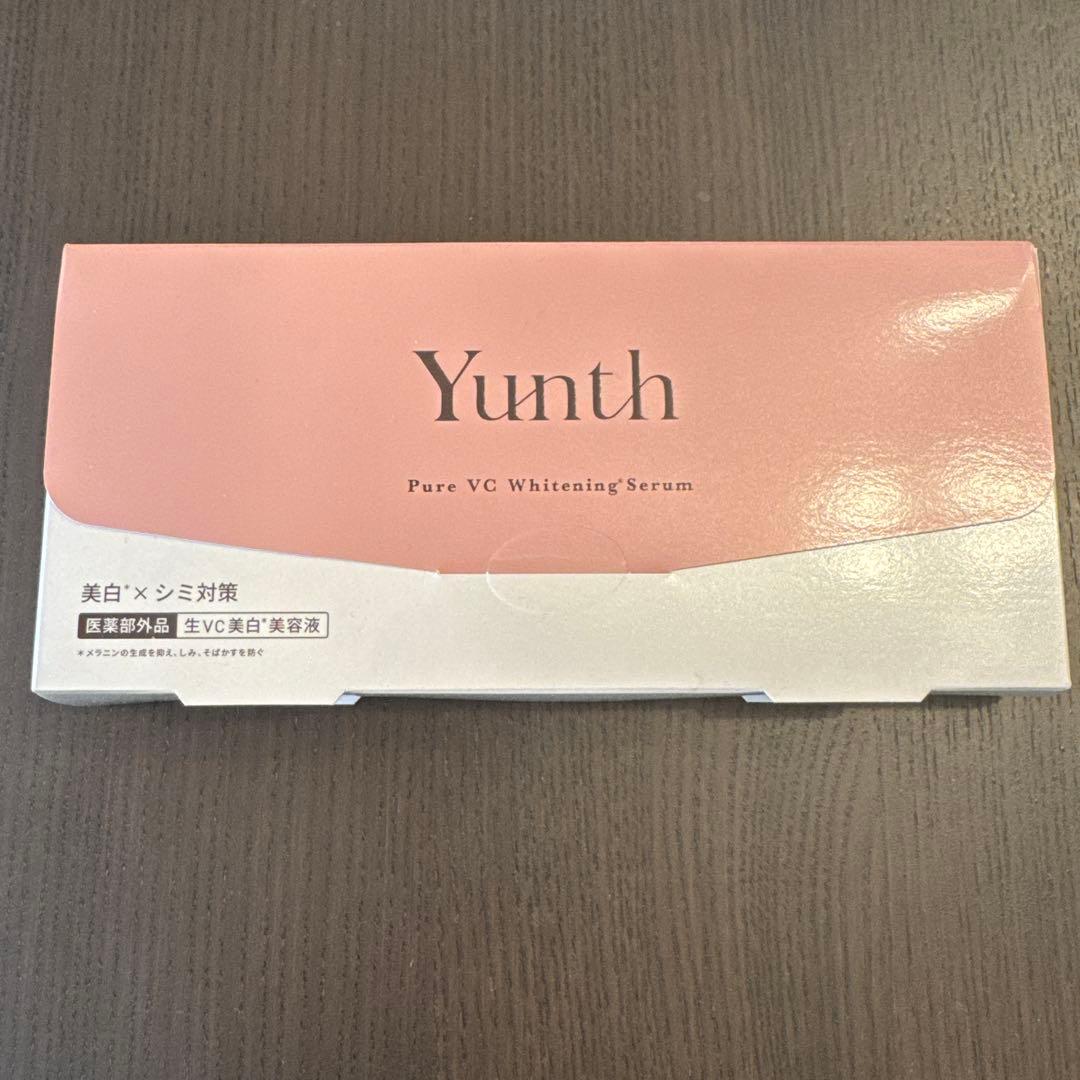 Yunth
Pure VC Whitening*Serum
美白*×シミ対策
医薬部外品 生VC美白*美容液
*メラニンの生成を抑え、しみ、そばかすを防ぐ